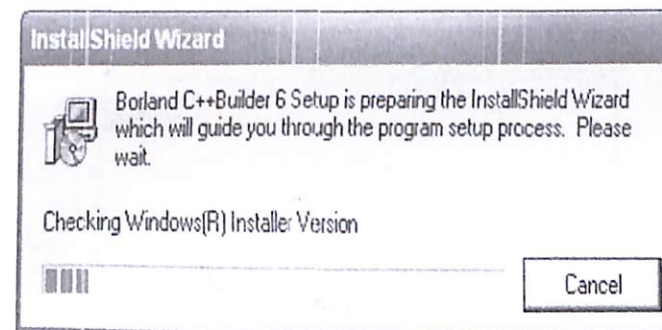 InstallShield Wizard
Borland C++Builder 6 Setup is preparing the InstallShield Wizard
which will guide you through the program setup process. Please
wait.
Checking Windows(R) Installer Version
Cancel